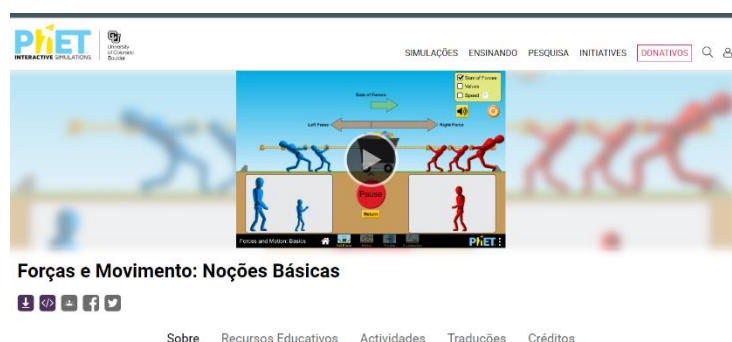 PhET
INTERACTIVE SIMULATIONS
University
of Colorado
Boulder
SIMULAÇÕES ENSINANDO PESQUISA INITIATIVES DONATIVOS
Sum of Forces
Values
Speed
Sum of Forces
Left Force
Right Force
Pause
Return
Forces and Motion: Basics
PhET
Forças e Movimento: Noções Básicas
Sobre Recursos Educativos Actividades Traduções Créditos